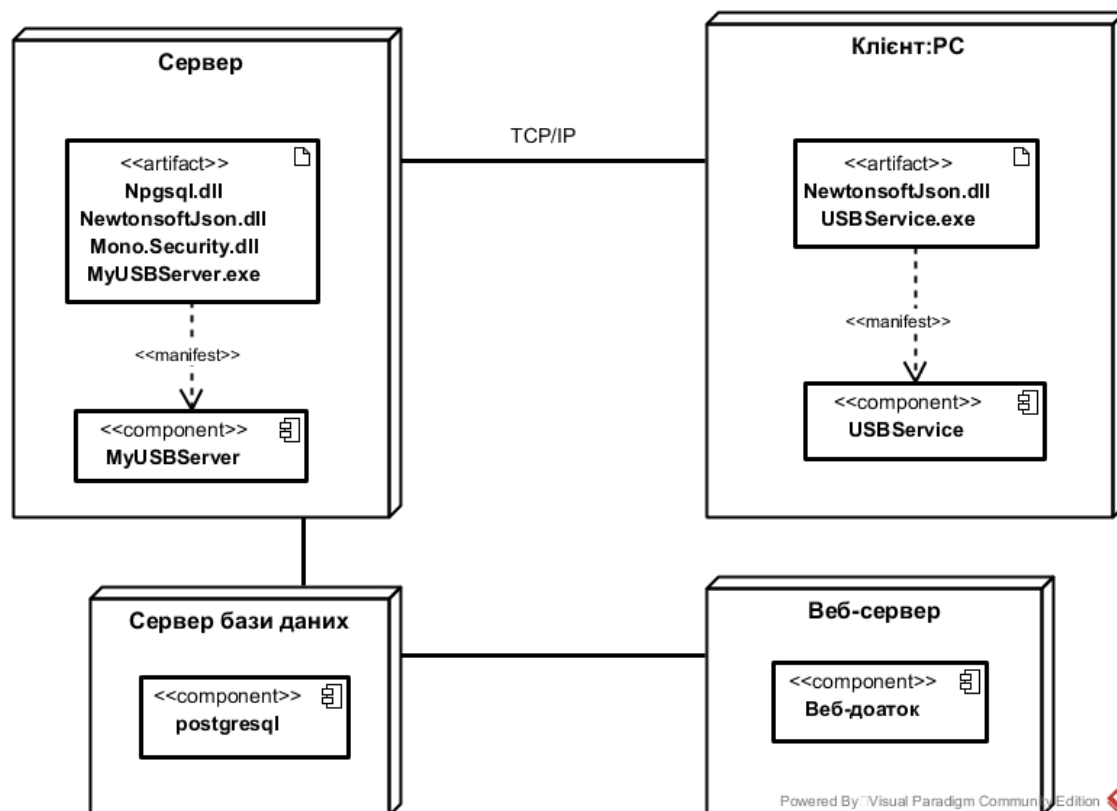 Сервер
<<artifact>>
Npgsql.dll
NewtonsoftJson.dll
Mono.Security.dll
MyUSBServer.exe
<<manifest>>
<<component>>
MyUSBServer
TCP/IP
Клієнт:PC
<<artifact>>
NewtonsoftJson.dll
USBService.exe
<<manifest>>
<<component>>
USBService
Сервер бази даних
<<component>>
postgresql
Веб-сервер
<<component>>
Веб-доаток
Powered By Visual Paradigm Community Edition